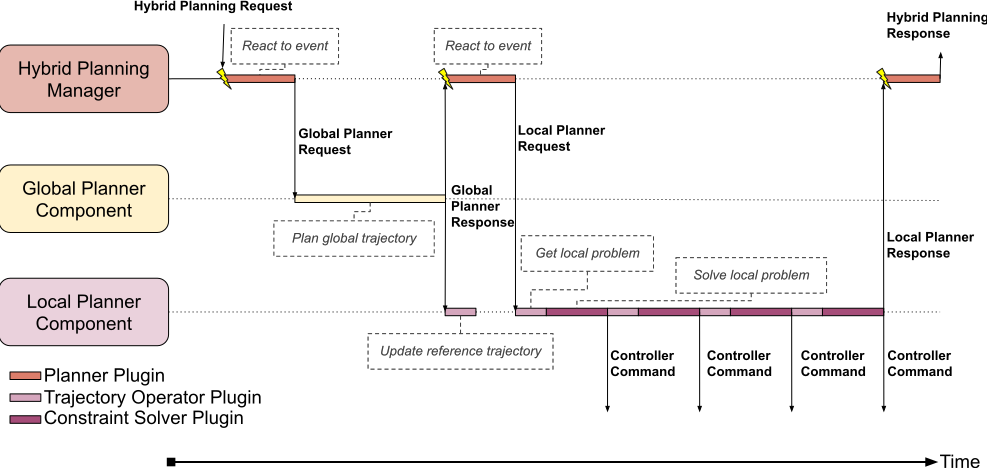 Hybrid Planning Request
Hybrid Planning
Response
React to event
React to event
Hybrid Planning
Manager
Global Planner
Request
Local Planner
Request
Global Planner
Component
Global
Planner
Response
Plan global trajectory
Get local problem
Solve local problem
Local Planner
Response
Local Planner
Component
Update reference trajectory
Controller
Command
Controller
Command
Controller
Command
Controller
Command
Planner Plugin
Trajectory Operator Plugin
Constraint Solver Plugin
Time